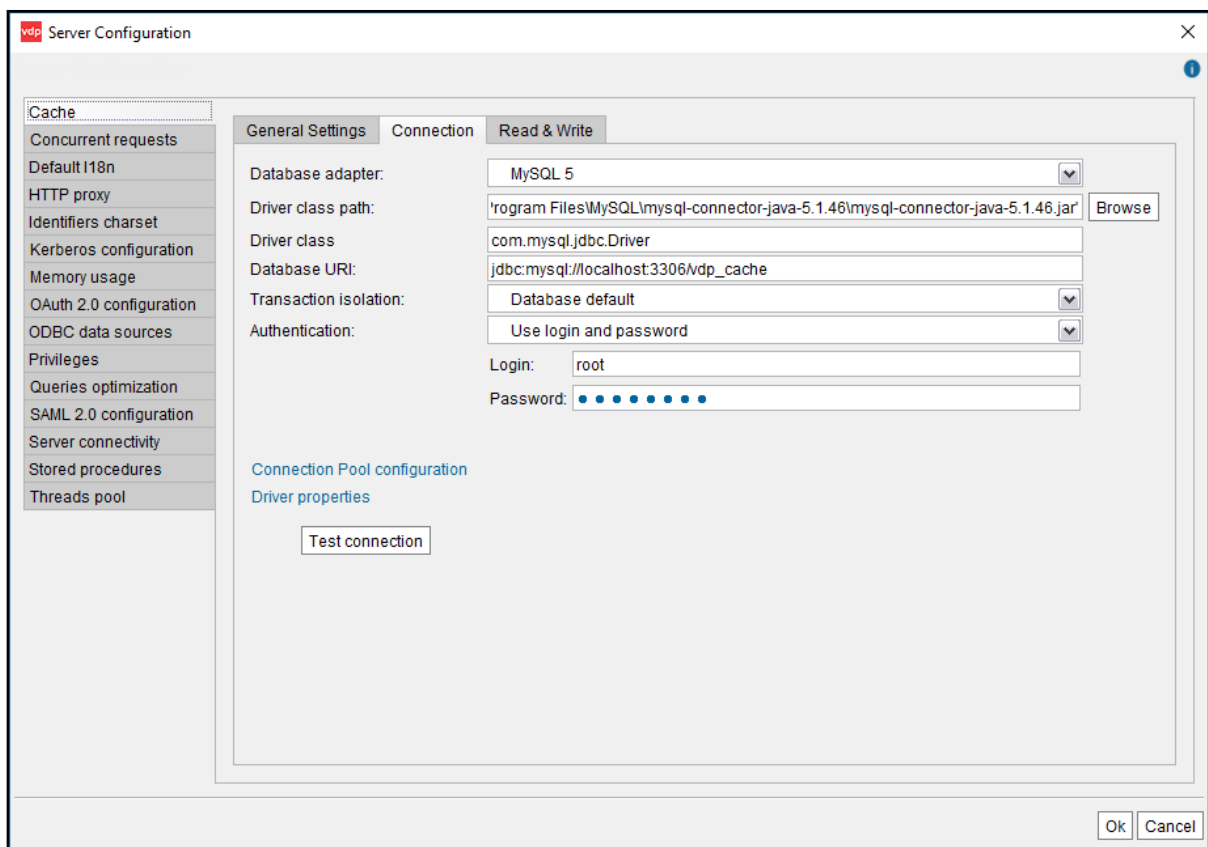 vdp Server Configuration
Cache
Concurrent requests
Default I18n
HTTP proxy
Identifiers charset
Kerberos configuration
Memory usage
OAuth 2.0 configuration
ODBC data sources
Privileges
Queries optimization
SAML 2.0 configuration
Server connectivity
Stored procedures
Threads pool
General Settings Connection Read & Write
Database adapter: MySQL 5
Driver class path: 'rogram Files\MySQL\mysql-connector-java-5.1.46\mysql-connector-java-5.1.46.jar' Browse
Driver class com.mysql.jdbc.Driver
Database URI: jdbc:mysql://localhost:3306/vdp_cache
Transaction isolation: Database default
Authentication: Use login and password
Login: root
Password:
Connection Pool configuration
Driver properties
Test connection
Ok Cancel